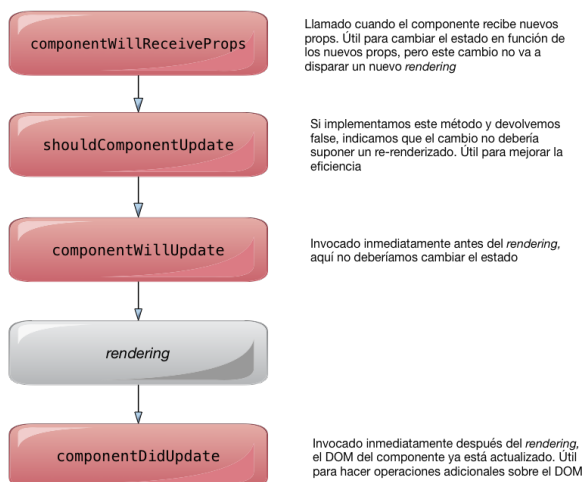 componentWillReceiveProps
Llamado cuando el componente recibe nuevos
props. Útil para cambiar el estado en función de
los nuevos props, pero este cambio no va a
disparar un nuevo rendering
shouldComponentUpdate
Si implementamos este método y devolvemos
false, indicamos que el cambio no debería
suponer un re-renderizado. Útil para mejorar la
eficiencia
componentWillUpdate
Invocado inmediatamente antes del rendering,
aquí no deberíamos cambiar el estado
rendering
componentDidUpdate
Invocado inmediatamente después del rendering,
el DOM del componente ya está actualizado. Útil
para hacer operaciones adicionales sobre el DOM